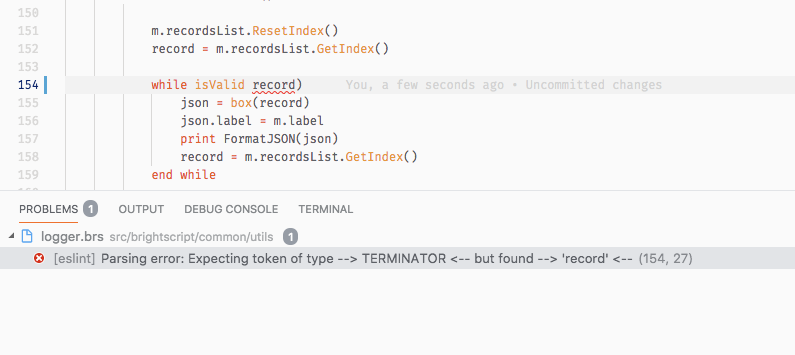 150
151 m.recordsList.ResetIndex()
152 record = m.recordsList.GetIndex()
153
154 while isValid record) You, a few seconds ago • Uncommitted changes
155 json = box(record)
156 json.label = m.label
157 print FormatJSON(json)
158 record = m.recordsList.GetIndex()
159 end while
PROBLEMS 1 OUTPUT DEBUG CONSOLE TERMINAL
logger.brs src/brightscript/common/utils 1
[eslint] Parsing error: Expecting token of type --> TERMINATOR <-- but found --> 'record' <-- (154, 27)